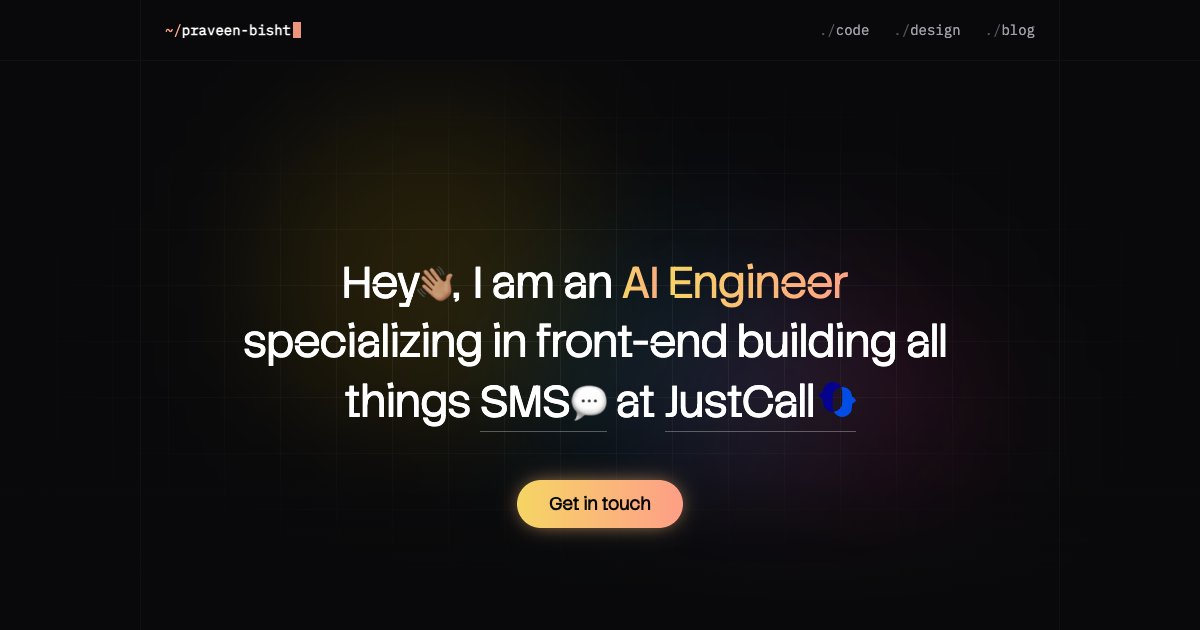 ~/praveen-bisht
./code ./design ./blog
Hey👋🏽, I am an AI Engineer
specializing in front-end building all
things SMS💬 at JustCall
Get in touch